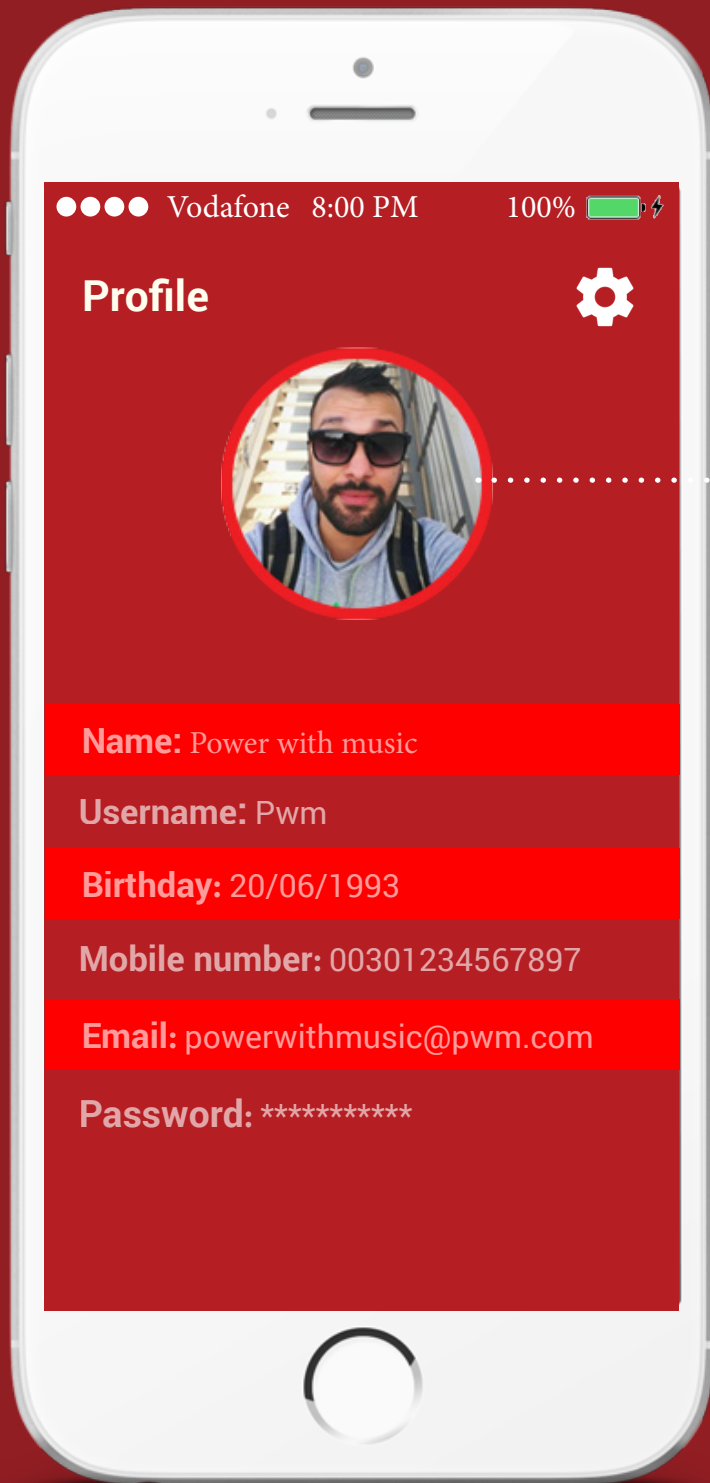 Vodafone 8:00 PM 100%
Profile
Name: Power with music
Username: Pwm
Birthday: 20/06/1993
Mobile number: 00301234567897
Email: powerwithmusic@pwm.com
Password: ***********